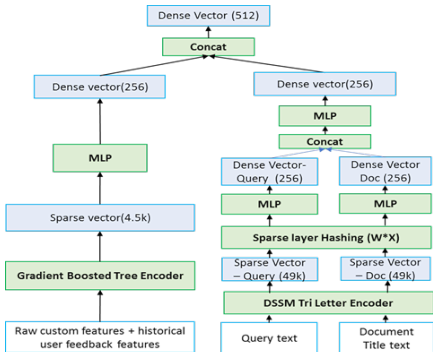 Dense Vector (512)
Concat
Dense vector(256)
Dense vector(256)
MLP
Concat
Dense Vector-
Query (256)
Dense Vector
Doc (256)
MLP
MLP
MLP
Sparse vector(4.5k)
Sparse layer Hashing (W*X)
Gradient Boosted Tree Encoder
Sparse Vector
– Query (49k)
Sparse Vector
– Doc (49k)
DSSM Tri Letter Encoder
Raw custom features + historical
user feedback features
Query text
Document
Title text